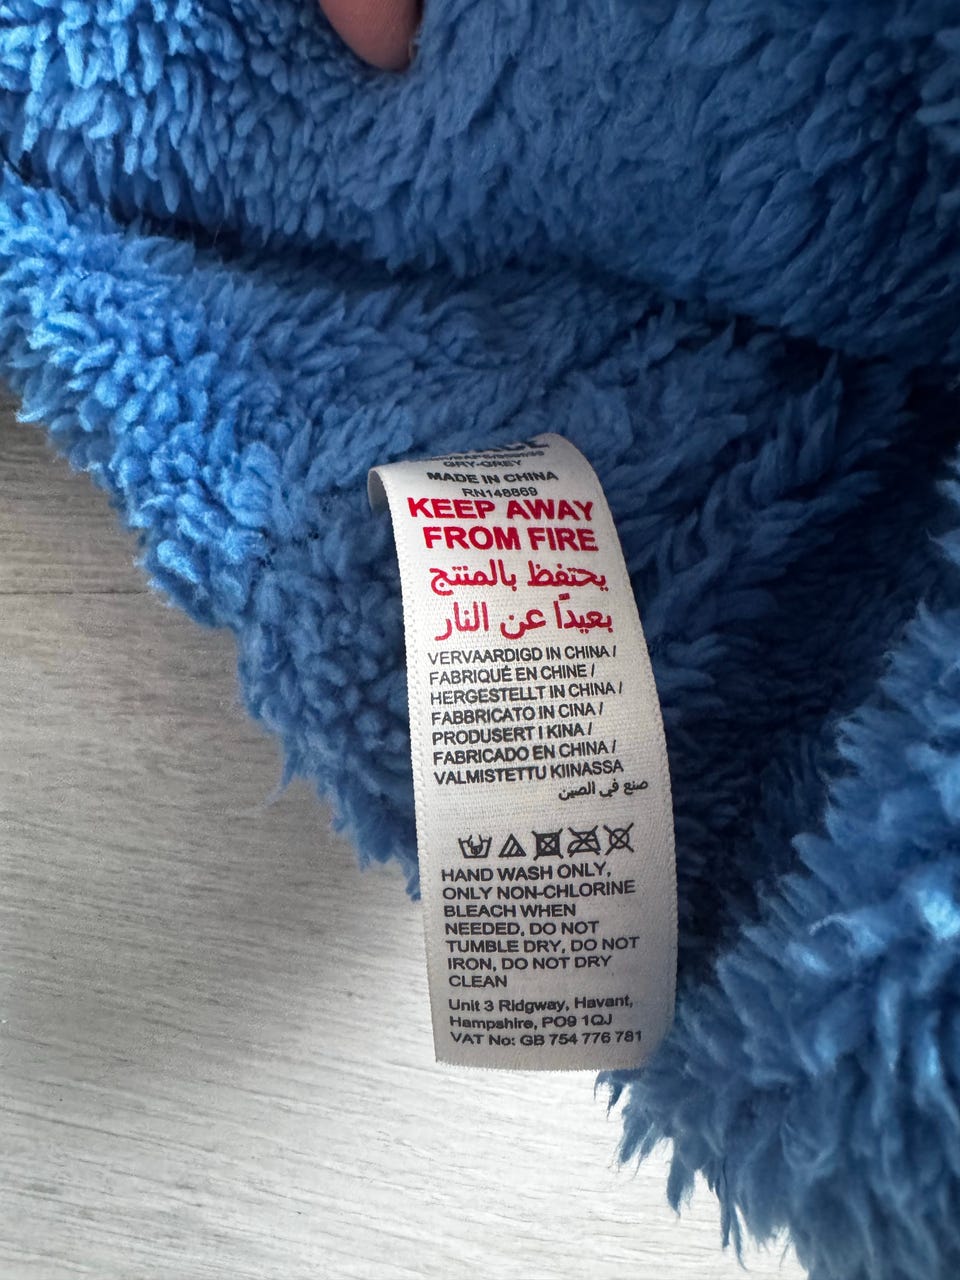 GRY-GREY
MADE IN CHINA
RN148869
KEEP AWAY
FROM FIRE
يحتفظ بالمنتج
بعيدًا عن النار
VERVAARDIGD IN CHINA /
FABRIQUÉ EN CHINE /
HERGESTELLT IN CHINA /
FABBRICATO IN CINA /
PRODUSERT I KINA /
FABRICADO EN CHINA /
VALMISTETTU KIINASSA
صنع في الصين
HAND WASH ONLY,
ONLY NON-CHLORINE
BLEACH WHEN
NEEDED, DO NOT
TUMBLE DRY, DO NOT
IRON, DO NOT DRY
CLEAN
Unit 3 Ridgway, Havant,
Hampshire, PO9 1QJ
VAT No: GB 754 776 781